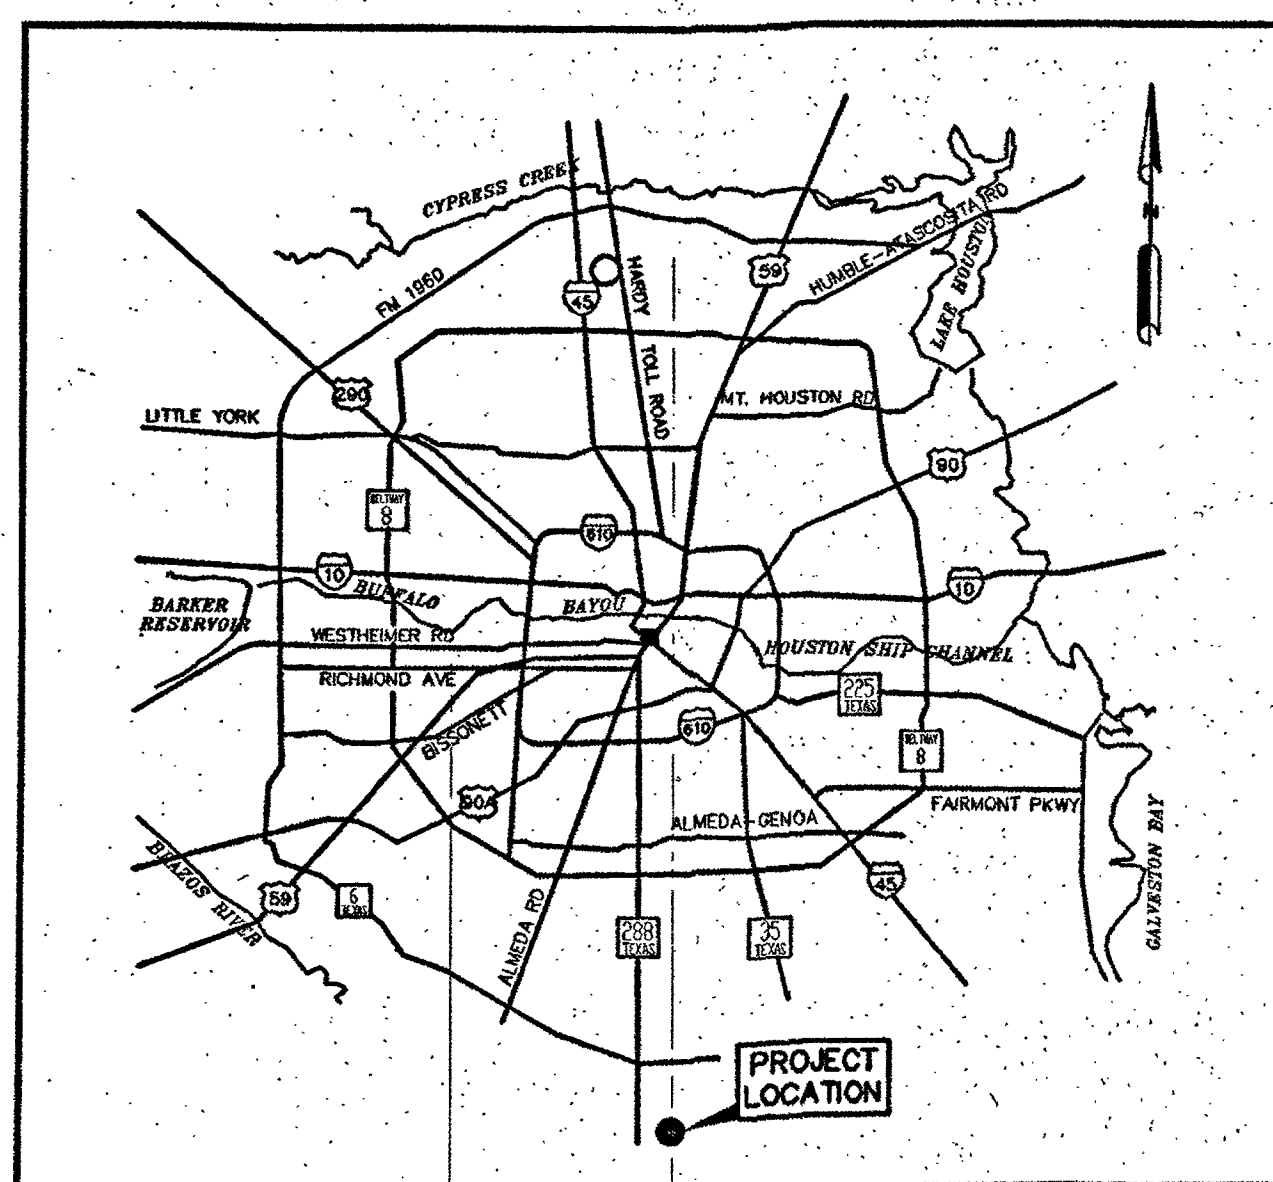 CYPRESS CREEK
N
HUMBLE-ATASCOSITA RD
59
HARDY
45
FM 1960
LAKE HOUSTON
TOLL ROAD
290
MT. HOUSTON RD
LITTLE YORK
90
BELTWAY
8
610
10
10
BUFFALO
BAYOU
BARKER
RESERVOIR
WESTHEIMER RD
HOUSTON SHIP CHANNEL
RICHMOND AVE
225
TEXAS
BISSONETT
610
BELTWAY
8
90A
FAIRMONT PKWY
ALMEDA-GENOA
BRAZOS RIVER
GALVESTON BAY
59
6
TEXAS
45
ALMEDA RD
288
TEXAS
35
TEXAS
PROJECT
LOCATION